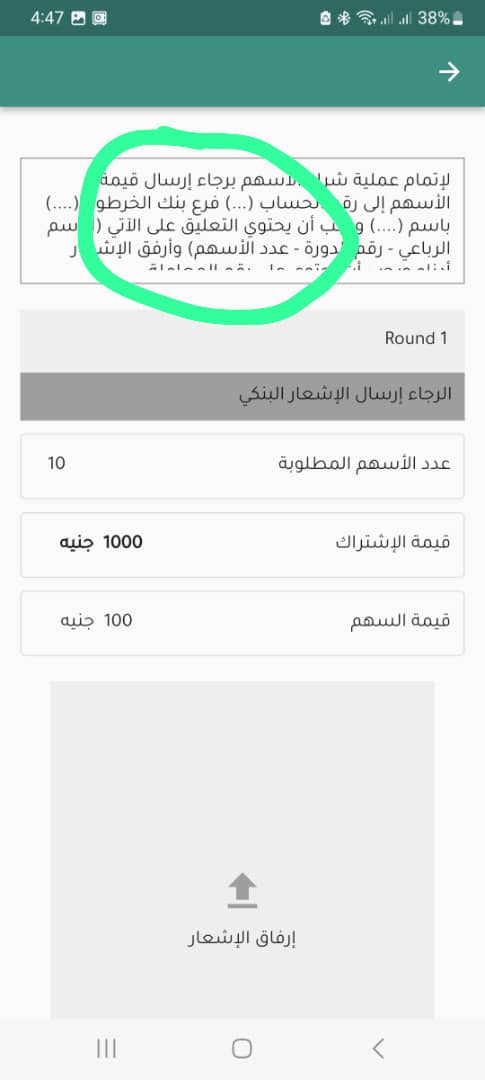 4:47
38%
لإتمام عملية شراء الأسهم برجاء إرسال قيمة
الأسهم إلى رقم الحساب (...) فرع بنك الخرطوم (....)
باسم (....) ويجب أن يحتوي التعليق على الآتي (الاسم
الرباعي - رقم الدورة - عدد الأسهم) وأرفق الإشعار
Round 1
الرجاء إرسال الإشعار البنكي
عدد الأسهم المطلوبة 10
قيمة الإشتراك 1000 جنيه
قيمة السهم 100 جنيه
إرفاق الإشعار